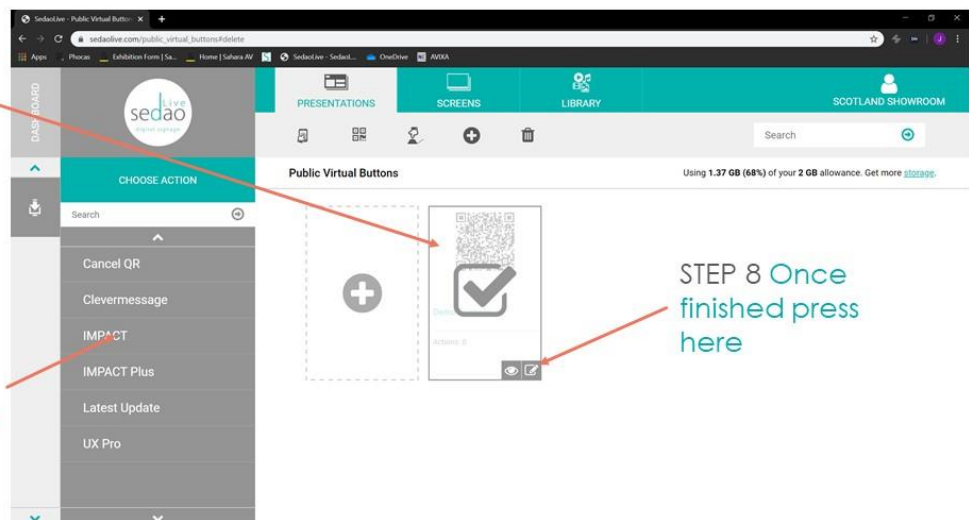 SedaoLive - Public Virtual Button
sedaolive.com/public_virtual_buttons#delete
Apps
Phocas
Exhibition Form | Sa...
Home | Sahara AV
SedaoLive - Sedaol...
OneDrive
AVIXA
DASHBOARD
Live
sedao
digital signage
PRESENTATIONS
SCREENS
LIBRARY
SCOTLAND SHOWROOM
Search
CHOOSE ACTION
Public Virtual Buttons
Using 1.37 GB (68%) of your 2 GB allowance. Get more storage.
Search
Cancel QR
Clevermessage
IMPACT
IMPACT Plus
Latest Update
UX Pro
Actions: 0
STEP 8 Once
finished press
here